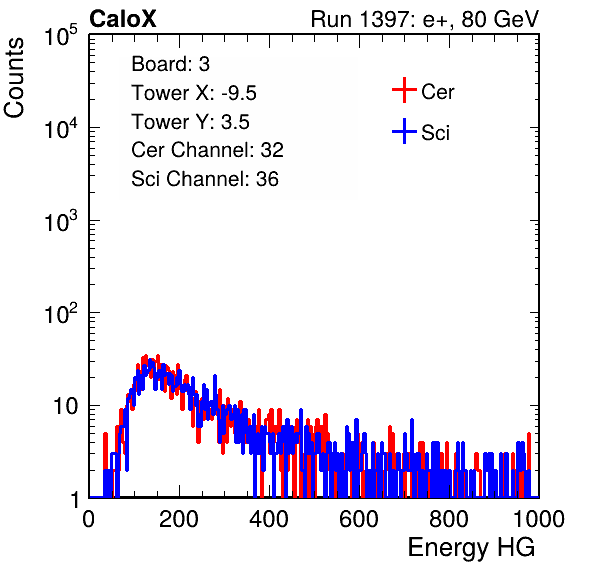 CaloX Run 1397: e+, 80 GeV
Counts
Board: 3
Tower X: -9.5
Tower Y: 3.5
Cer Channel: 32
Sci Channel: 36
Cer
Sci
10^5
10^4
10^3
10^2
10
1
0 200 400 600 800 1000
Energy HG